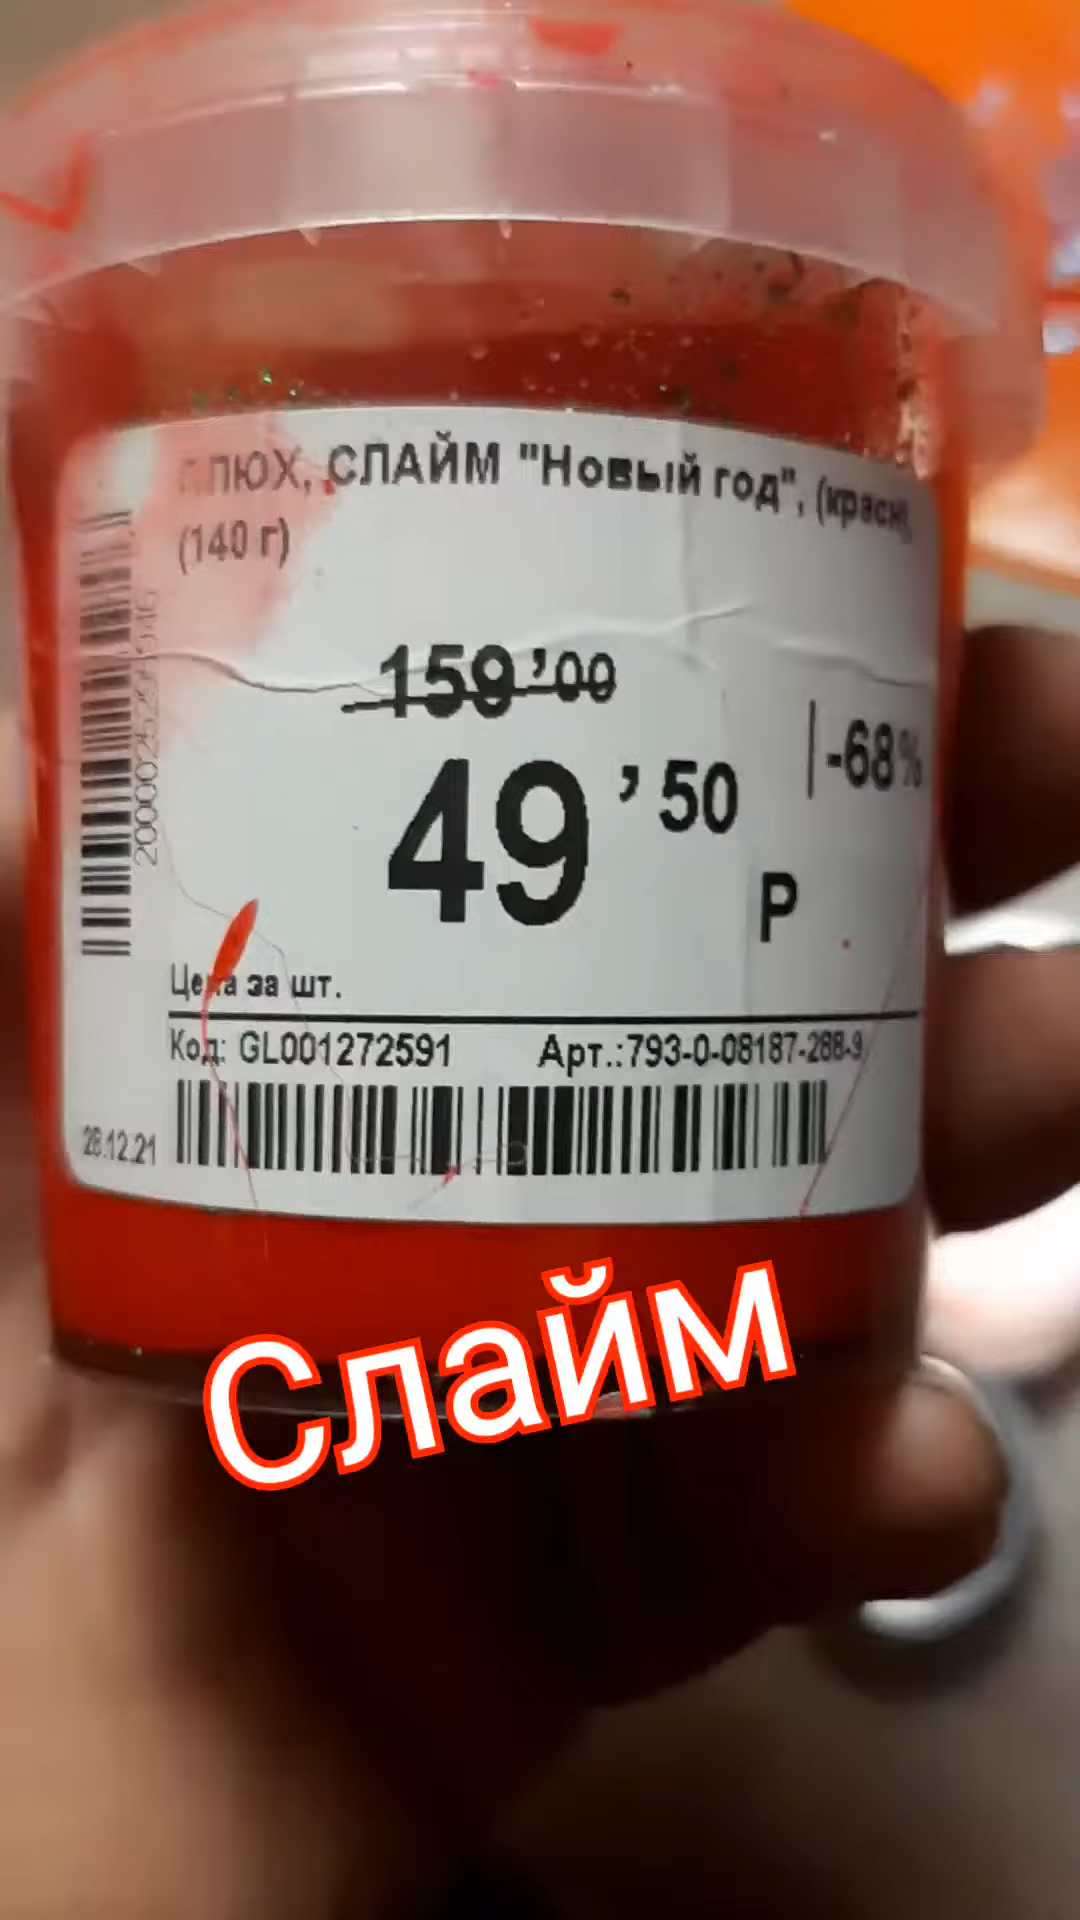 СЛАЙМ "Новый год", (красн),
(140 г)
159,00
-68%
49,50
Р
Цена за шт.
Код: GL001272591 Арт.:793-0-08187-288-9
28.12.21
Слайм